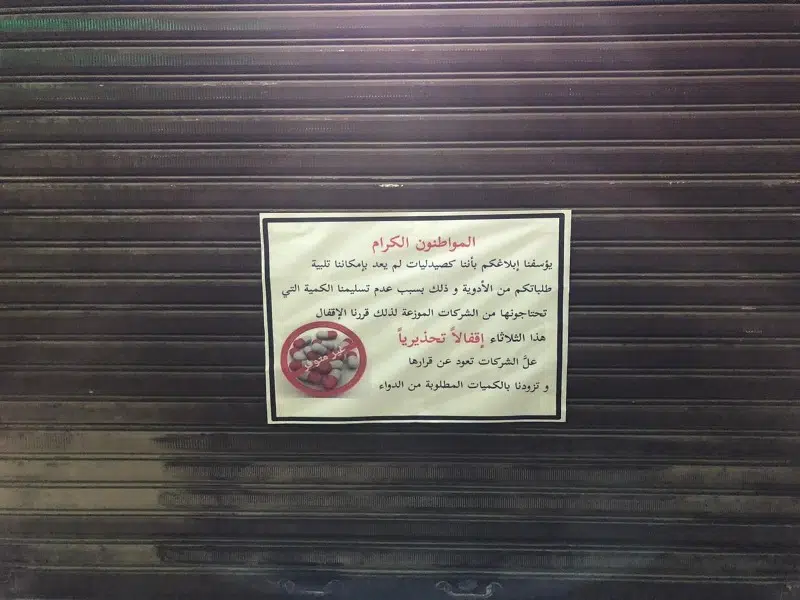 المواطنون الكرام
يؤسفنا إبلاغكم بأننا كصيدليات لم يعد بإمكاننا تلبية
طلباتكم من الأدوية و ذلك بسبب عدم تسليمنا الكمية التي
تحتاجونها من الشركات الموزعة لذلك قررنا الإقفال
هذا الثلاثاء إقفالاً تحذيرياً
علَّ الشركات تعود عن قرارها
و تزودنا بالكميات المطلوبة من الدواء
غير متوفر